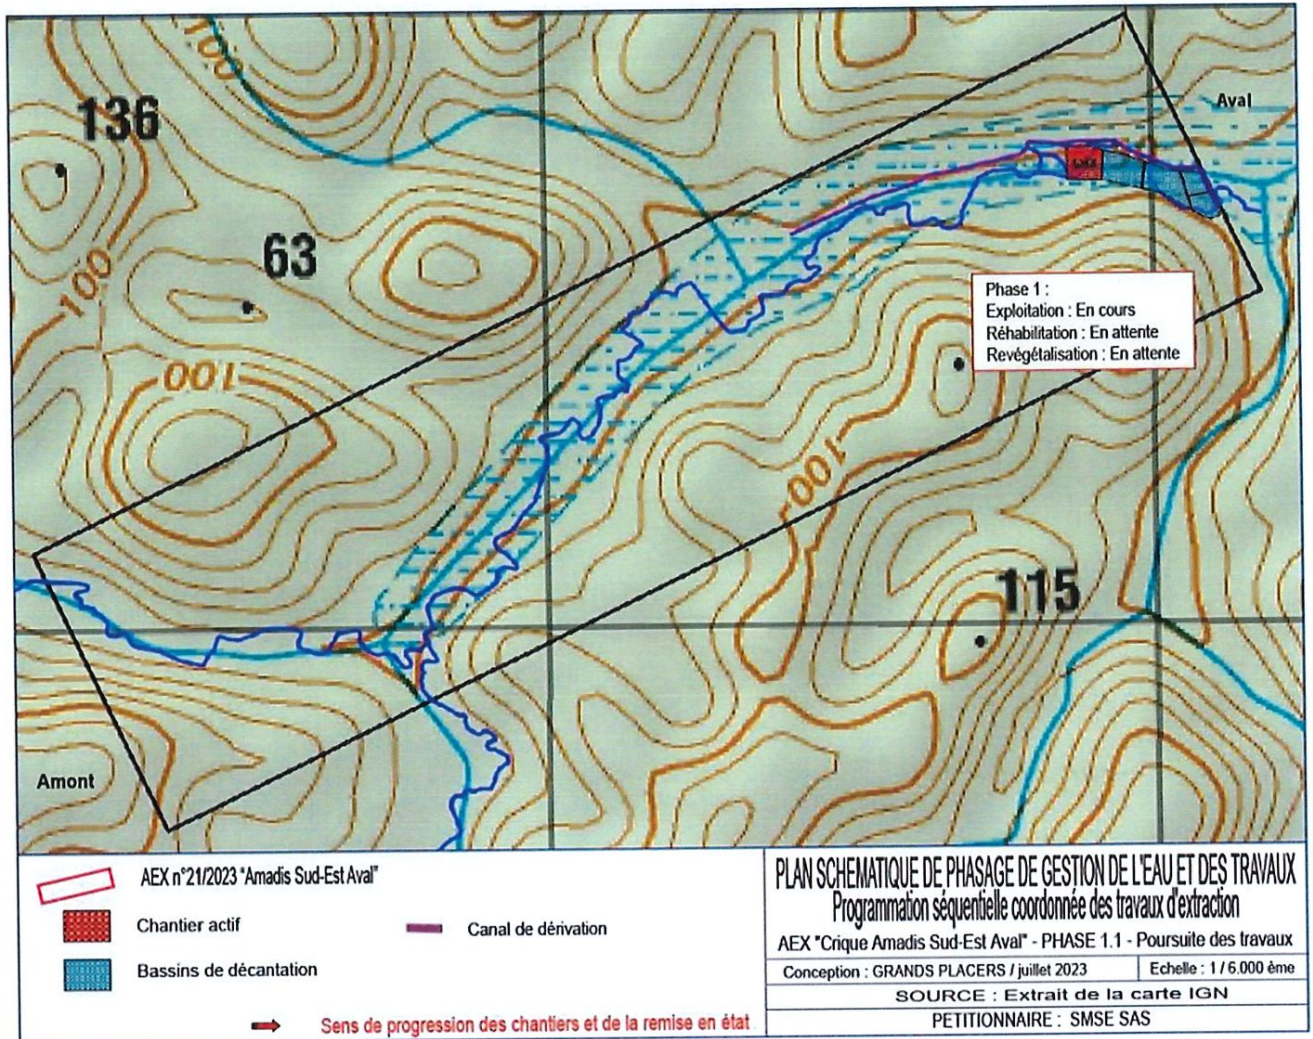 100
136
Aval
63
100
Phase 1 :
Exploitation : En cours
Réhabilitation : En attente
Revégétalisation : En attente
100
100
115
Amont
AEX n°21/2023 "Amadis Sud-Est Aval"
Chantier actif
Canal de dérivation
Bassins de décantation
Sens de progression des chantiers et de la remise en état
PLAN SCHEMATIQUE DE PHASAGE DE GESTION DE L'EAU ET DES TRAVAUX
Programmation séquentielle coordonnée des travaux d'extraction
AEX "Crique Amadis Sud-Est Aval" - PHASE 1.1 - Poursuite des travaux
Conception : GRANDS PLACERS / juillet 2023
Echelle : 1 / 6.000 ème
SOURCE : Extrait de la carte IGN
PETITIONNAIRE : SMSE SAS